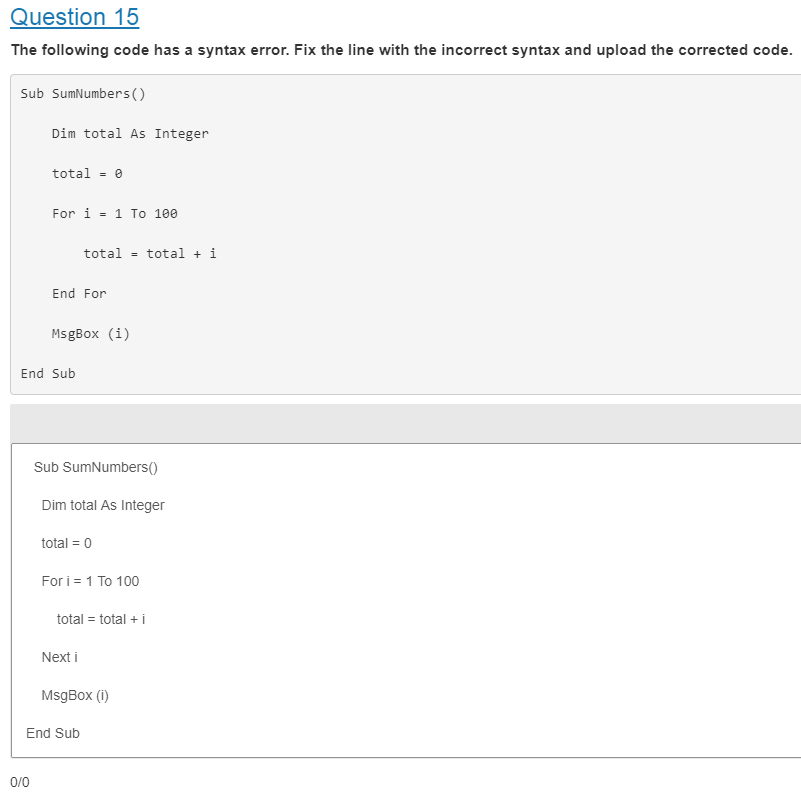 Question 15
The following code has a syntax error. Fix the line with the incorrect syntax and upload the corrected code.
Sub SumNumbers()
Dim total As Integer
total = 0
For i = 1 To 100
total = total + i
End For
MsgBox (i)
End Sub
Sub SumNumbers()
Dim total As Integer
total = 0
For i = 1 To 100
total = total + i
Next i
MsgBox (i)
End Sub
0/0